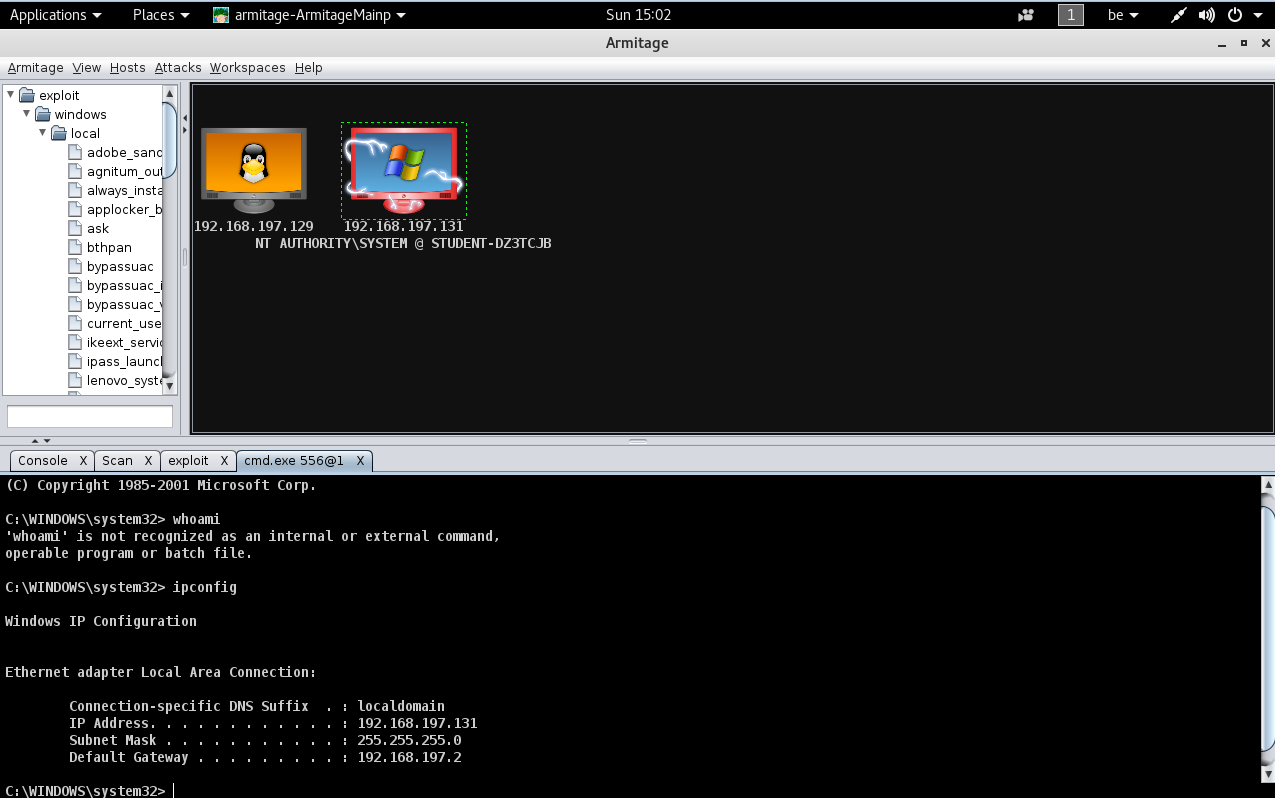 Applications Places armitage-ArmitageMainp Sun 15:02 1 be
Armitage
Armitage View Hosts Attacks Workspaces Help
exploit
windows
local
adobe_sand
agnitum_out
always_insta
applocker_b
ask
bthpan
bypassuac
bypassuac_i
bypassuac_v
current_use
ikeext_servic
ipass_launch
lenovo_syste
192.168.197.129 192.168.197.131
NT AUTHORITY\SYSTEM @ STUDENT-DZ3TCJB
Console X Scan X exploit X cmd.exe 556@1 X
(C) Copyright 1985-2001 Microsoft Corp.
C:\WINDOWS\system32> whoami
'whoami' is not recognized as an internal or external command,
operable program or batch file.
C:\WINDOWS\system32> ipconfig
Windows IP Configuration
Ethernet adapter Local Area Connection:
Connection-specific DNS Suffix . : localdomain
IP Address. . . . . . . . . . . . : 192.168.197.131
Subnet Mask . . . . . . . . . . . : 255.255.255.0
Default Gateway . . . . . . . . . : 192.168.197.2
C:\WINDOWS\system32>